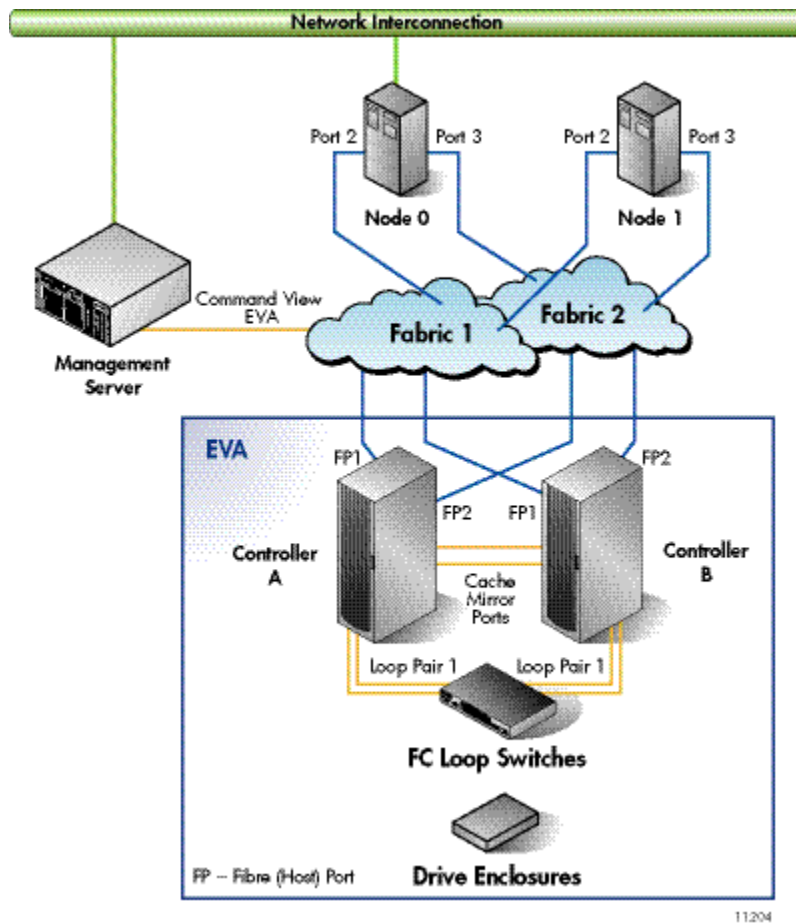 Network Interconnection
Port 2
Port 3
Port 2
Port 3
Node 0
Node 1
Command View
EVA
Fabric 1
Fabric 2
Management
Server
EVA
FP1
FP2
FP2
FP1
Controller
A
Controller
B
Cache
Mirror
Ports
Loop Pair 1
Loop Pair 1
FC Loop Switches
Drive Enclosures
FP – Fibre (Host) Port
11204